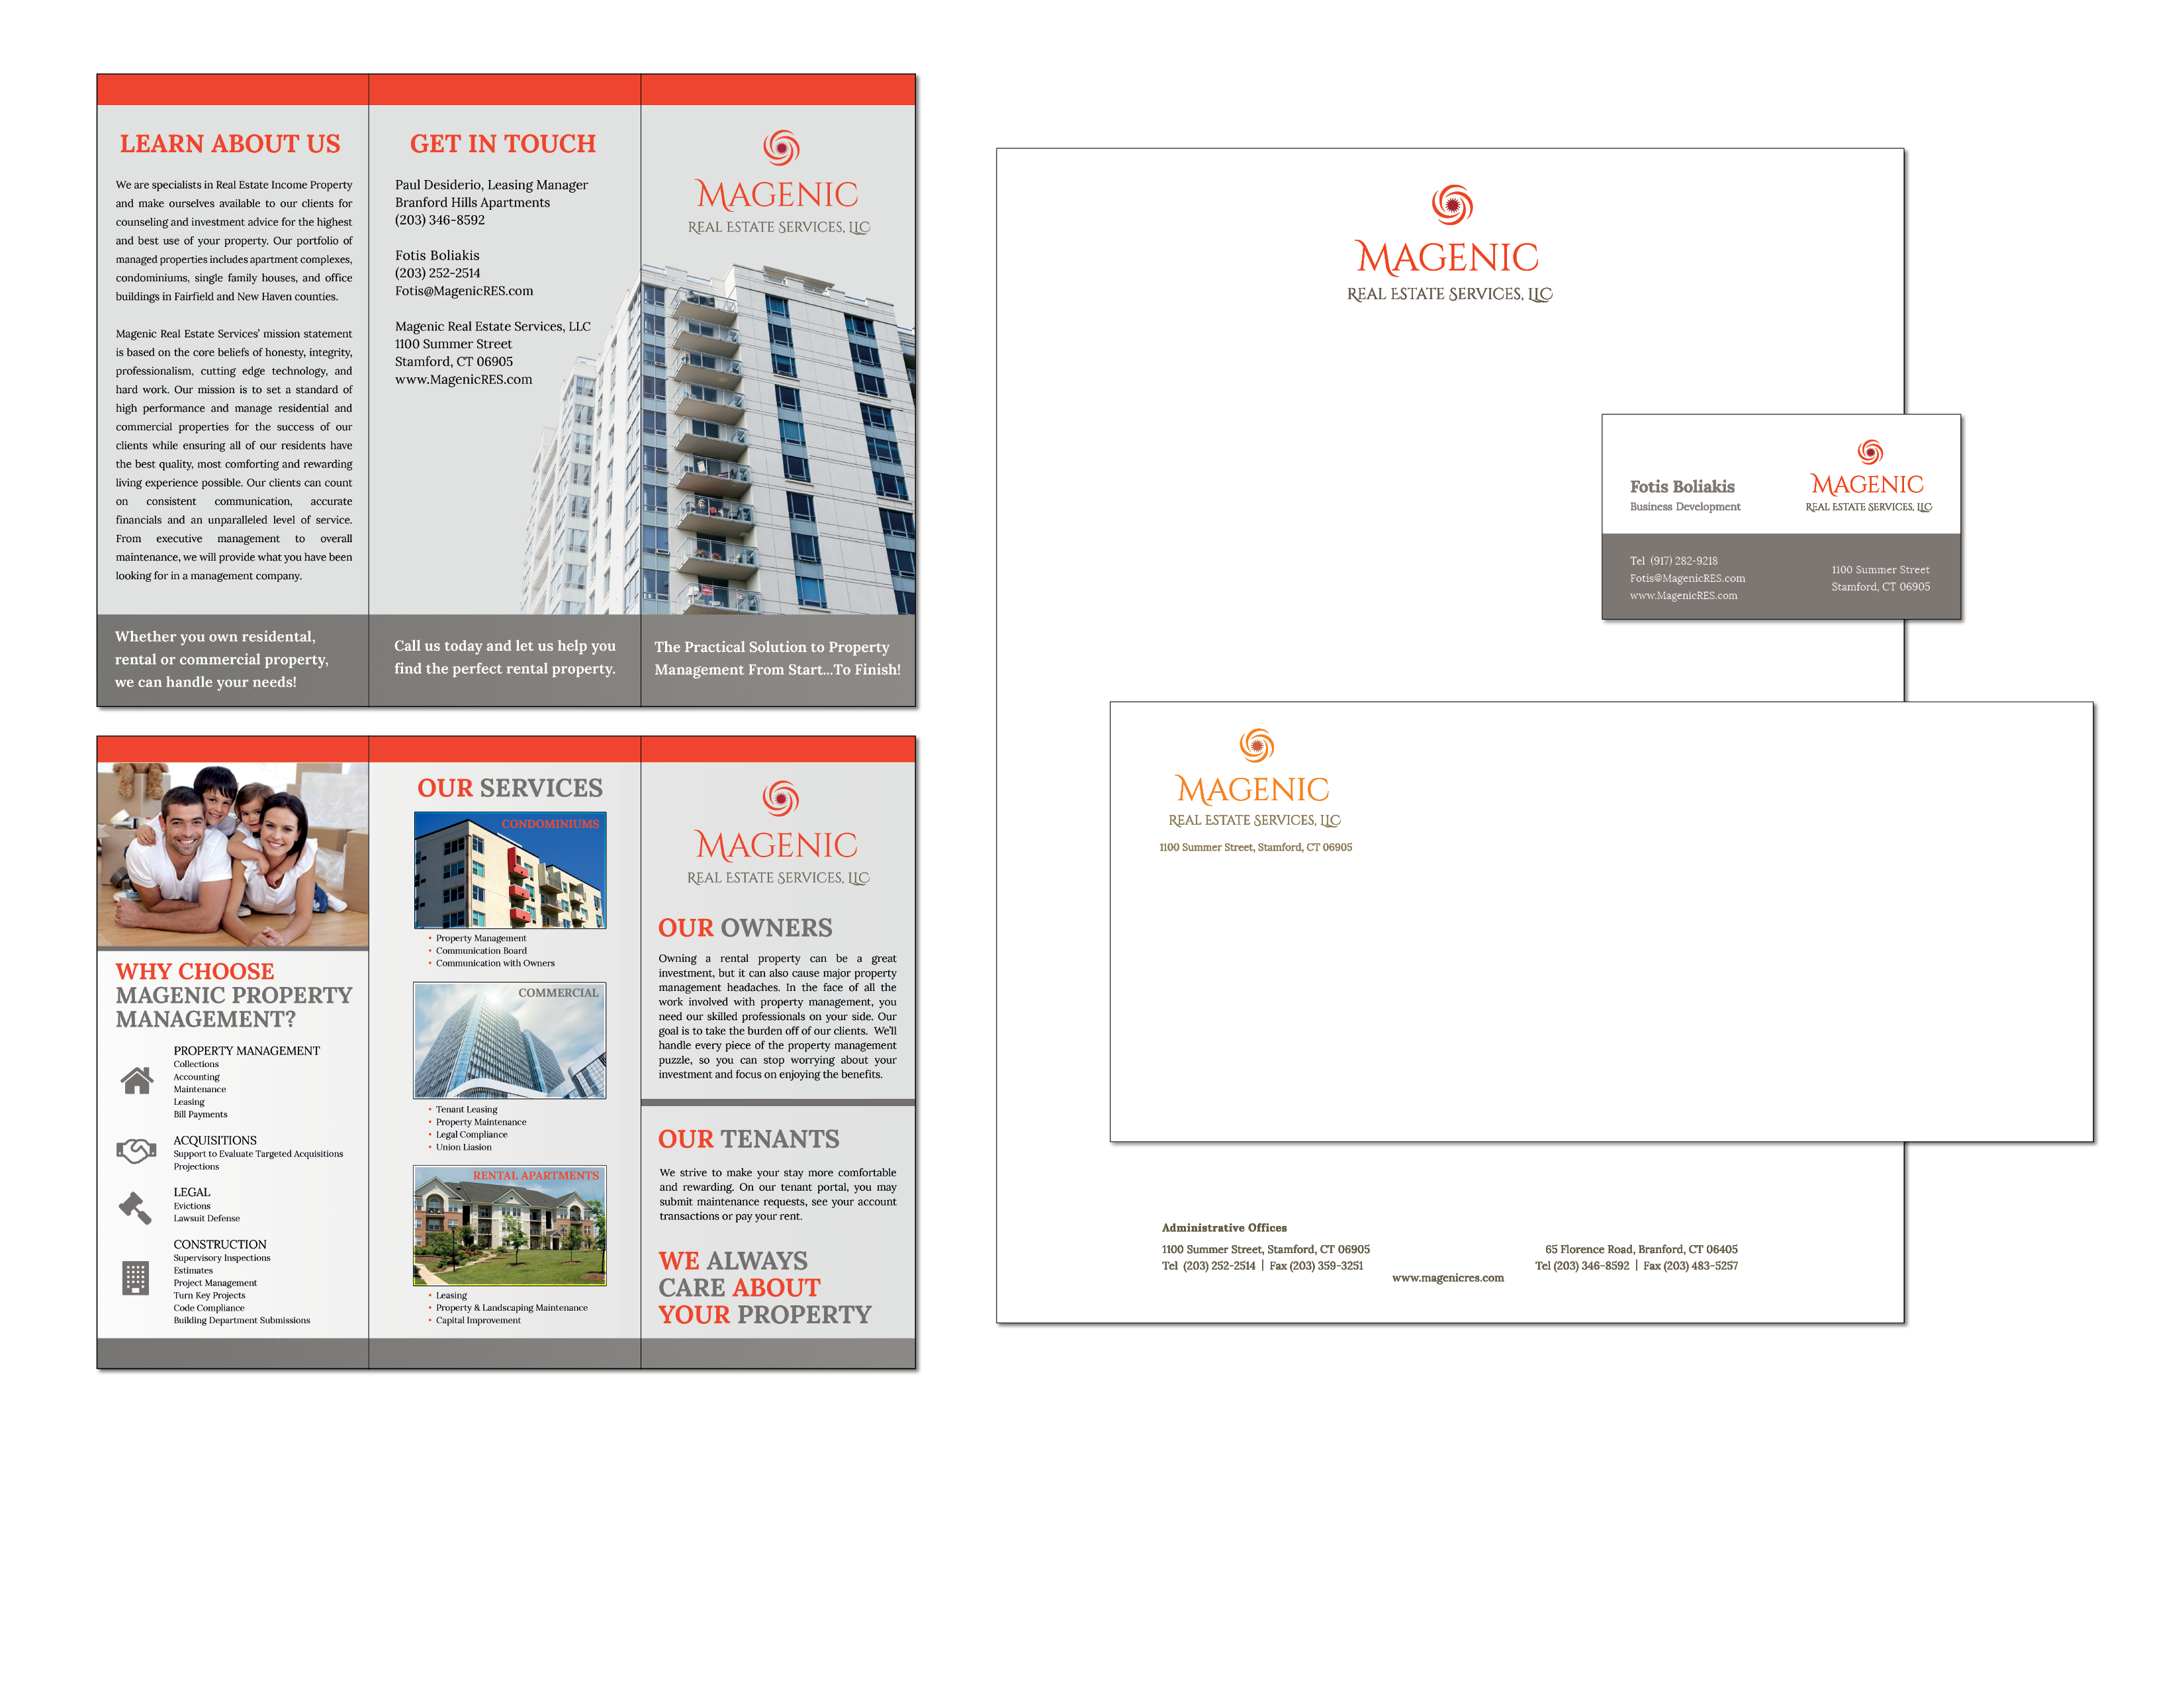 LEARN ABOUT US
We are specialists in Real Estate Income Property
and make ourselves available to our clients for
counseling and investment advice for the highest
and best use of your property. Our portfolio of
managed properties includes apartment complexes,
condominiums, single family houses, and office
buildings in Fairfield and New Haven counties.
Magenic Real Estate Services' mission statement
is based on the core beliefs of honesty, integrity,
professionalism, cutting edge technology, and
hard work. Our mission is to set a standard of
high performance and manage residential and
commercial properties for the success of our
clients while ensuring all of our residents have
the best quality, most comforting and rewarding
living experience possible. Our clients can count
on consistent communication, accurate
financials and an unparalleled level of service.
From executive management to overall
maintenance, we will provide what you have been
looking for in a management company.
Whether you own residental,
rental or commercial property,
we can handle your needs!
GET IN TOUCH
Paul Desiderio, Leasing Manager
Branford Hills Apartments
(203) 346-8592
Fotis Boliakis
(203) 252-2514
Fotis@MagenicRES.com
Magenic Real Estate Services, LLC
1100 Summer Street
Stamford, CT 06905
www.MagenicRES.com
Call us today and let us help you
find the perfect rental property.
MAGENIC
REAL ESTATE SERVICES, LLC
The Practical Solution to Property
Management From Start...To Finish!
WHY CHOOSE
MAGENIC PROPERTY
MANAGEMENT?
PROPERTY MANAGEMENT
Collections
Accounting
Maintenance
Leasing
Bill Payments
ACQUISITIONS
Support to Evaluate Targeted Acquisitions
Projections
LEGAL
Evictions
Lawsuit Defense
CONSTRUCTION
Supervisory Inspections
Estimates
Project Management
Turn Key Projects
Code Compliance
Building Department Submissions
OUR SERVICES
CONDOMINIUMS
• Property Management
• Communication Board
• Communication with Owners
COMMERCIAL
• Tenant Leasing
• Property Maintenance
• Legal Compliance
• Union Liasion
RENTAL APARTMENTS
• Leasing
• Property & Landscaping Maintenance
• Capital Improvement
MAGENIC
REAL ESTATE SERVICES, LLC
OUR OWNERS
Owning a rental property can be a great
investment, but it can also cause major property
management headaches. In the face of all the
work involved with property management, you
need our skilled professionals on your side. Our
goal is to take the burden off of our clients. We'll
handle every piece of the property management
puzzle, so you can stop worrying about your
investment and focus on enjoying the benefits.
OUR TENANTS
We strive to make your stay more comfortable
and rewarding. On our tenant portal, you may
submit maintenance requests, see your account
transactions or pay your rent.
WE ALWAYS
CARE ABOUT
YOUR PROPERTY
MAGENIC
REAL ESTATE SERVICES, LLC
Fotis Boliakis
Business Development
MAGENIC
REAL ESTATE SERVICES, LLC
Tel (917) 282-9218
Fotis@MagenicRES.com
www.MagenicRES.com
1100 Summer Street
Stamford, CT 06905
MAGENIC
REAL ESTATE SERVICES, LLC
1100 Summer Street, Stamford, CT 06905
Administrative Offices
1100 Summer Street, Stamford, CT 06905
Tel (203) 252-2514 | Fax (203) 359-3251
www.magenicres.com
65 Florence Road, Branford, CT 06405
Tel (203) 346-8592 | Fax (203) 483-5257